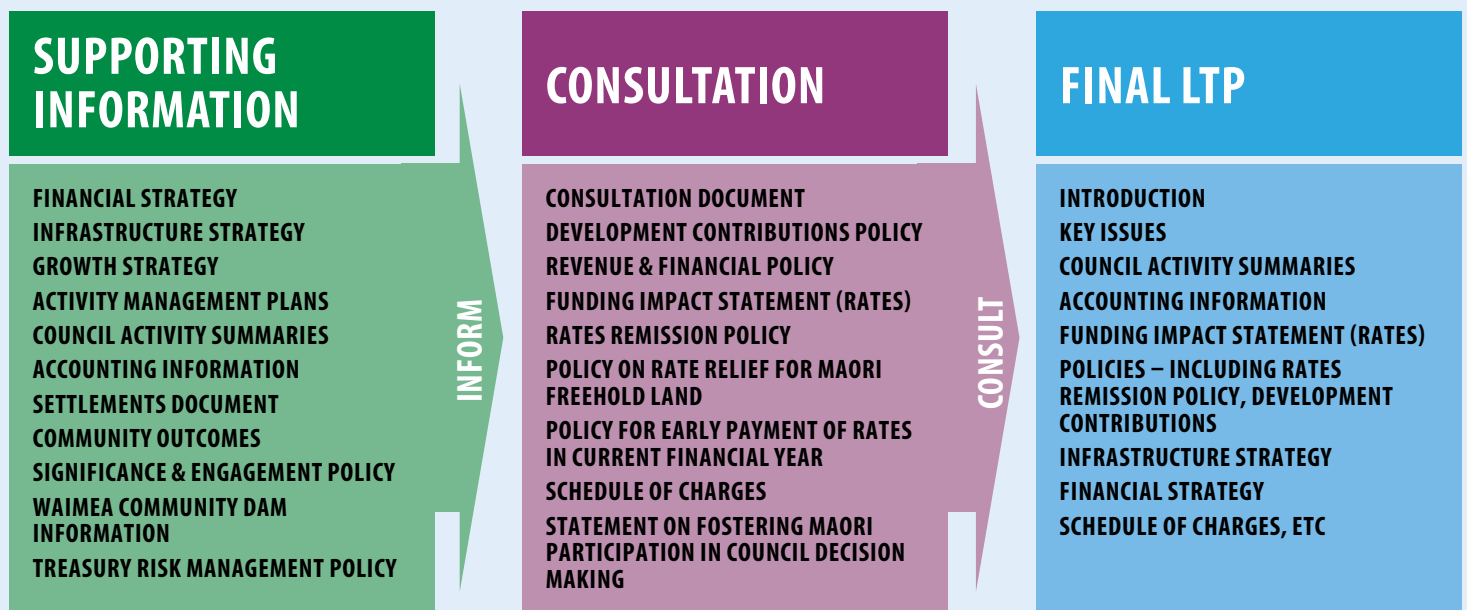 SUPPORTING
INFORMATION
FINANCIAL STRATEGY
INFRASTRUCTURE STRATEGY
GROWTH STRATEGY
ACTIVITY MANAGEMENT PLANS
COUNCIL ACTIVITY SUMMARIES
ACCOUNTING INFORMATION
SETTLEMENTS DOCUMENT
COMMUNITY OUTCOMES
SIGNIFICANCE & ENGAGEMENT POLICY
WAIMEA COMMUNITY DAM
INFORMATION
TREASURY RISK MANAGEMENT POLICY
INFORM
CONSULTATION
CONSULTATION DOCUMENT
DEVELOPMENT CONTRIBUTIONS POLICY
REVENUE & FINANCIAL POLICY
FUNDING IMPACT STATEMENT (RATES)
RATES REMISSION POLICY
POLICY ON RATE RELIEF FOR MAORI
FREEHOLD LAND
POLICY FOR EARLY PAYMENT OF RATES
IN CURRENT FINANCIAL YEAR
SCHEDULE OF CHARGES
STATEMENT ON FOSTERING MAORI
PARTICIPATION IN COUNCIL DECISION
MAKING
CONSULT
FINAL LTP
INTRODUCTION
KEY ISSUES
COUNCIL ACTIVITY SUMMARIES
ACCOUNTING INFORMATION
FUNDING IMPACT STATEMENT (RATES)
POLICIES – INCLUDING RATES
REMISSION POLICY, DEVELOPMENT
CONTRIBUTIONS
INFRASTRUCTURE STRATEGY
FINANCIAL STRATEGY
SCHEDULE OF CHARGES, ETC